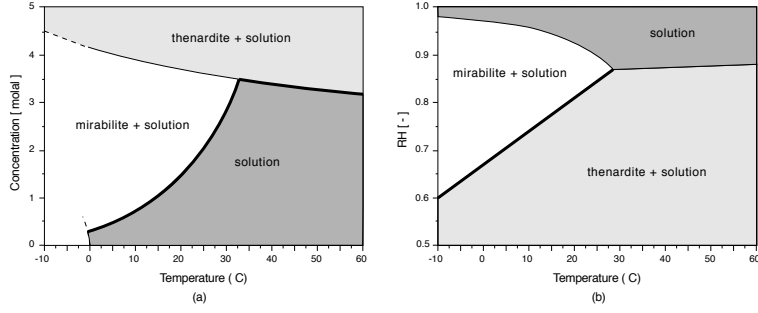 5
4
3
2
1
0
Concentration [ molal ]
thenardite + solution
mirabilite + solution
solution
-10 0 10 20 30 40 50 60
Temperature ( C)
(a)
1.0
0.9
0.8
0.7
0.6
0.5
RH [ - ]
solution
mirabilite + solution
thenardite + solution
-10 0 10 20 30 40 50 60
Temperature ( C)
(b)